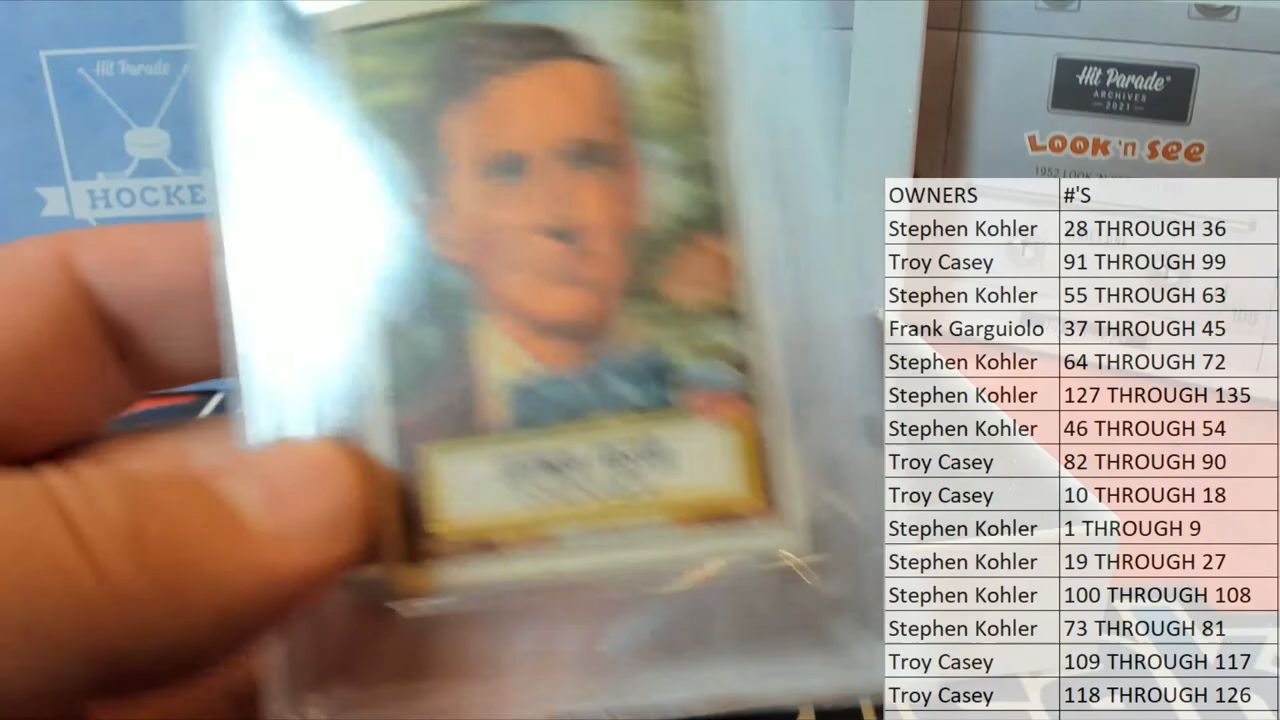 Hit Parade
HOCKE
Hit Parade
ARCHIVES
2021
LOOK 'n SEE
OWNERS #'S
Stephen Kohler 28 THROUGH 36
Troy Casey 91 THROUGH 99
Stephen Kohler 55 THROUGH 63
Frank Garguiolo 37 THROUGH 45
Stephen Kohler 64 THROUGH 72
Stephen Kohler 127 THROUGH 135
Stephen Kohler 46 THROUGH 54
Troy Casey 82 THROUGH 90
Troy Casey 10 THROUGH 18
Stephen Kohler 1 THROUGH 9
Stephen Kohler 19 THROUGH 27
Stephen Kohler 100 THROUGH 108
Stephen Kohler 73 THROUGH 81
Troy Casey 109 THROUGH 117
Troy Casey 118 THROUGH 126